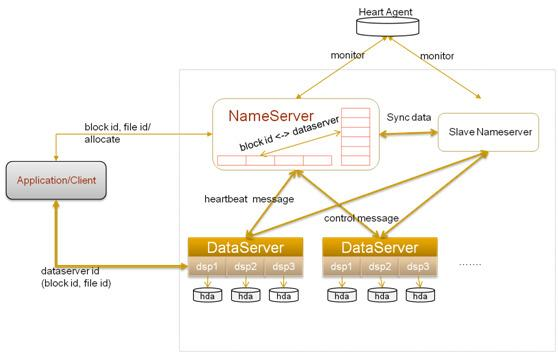 Heart Agent
monitor
monitor
NameServer
block id <-> dataserver
Sync data
Slave Nameserver
block id, file id/
allocate
Application/Client
heartbeat  message
control message
DataServer
dsp1 dsp2 dsp3
hda hda hda
DataServer
dsp1 dsp2 dsp3
hda hda hda
.......
dataserver id
(block id, file id)